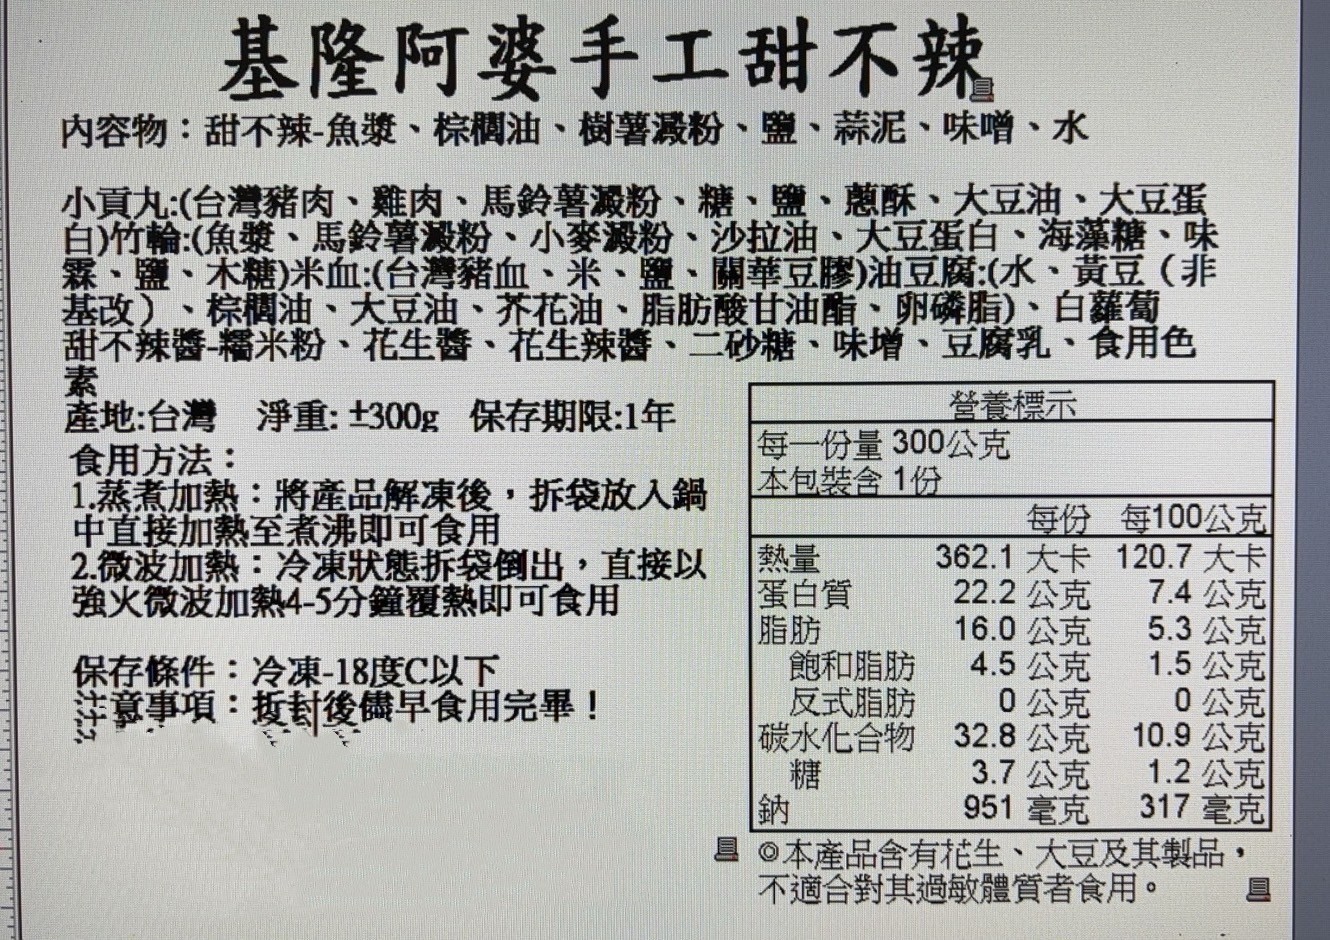 基隆阿婆手工甜不辣
內容物：甜不辣-魚漿、棕櫚油、樹薯澱粉、鹽、蒜泥、味噌、水
小貢丸:(台灣豬肉、雞肉、馬鈴薯澱粉、糖、鹽、蔥酥、大豆油、大豆蛋
白)竹輪:(魚漿、馬鈴薯澱粉、小麥澱粉、沙拉油、大豆蛋白、海藻糖、味
霖、鹽、木糖)米血:(台灣豬血、米、鹽、關華豆膠)油豆腐:(水、黃豆（非
基改）、棕櫚油、大豆油、芥花油、脂肪酸甘油酯、卵磷脂)、白蘿蔔
甜不辣醬-糯米粉、花生醬、花生辣醬、二砂糖、味增、豆腐乳、食用色
素
產地:台灣 淨重: ±300g 保存期限:1年
食用方法：
1.蒸煮加熱：將產品解凍後，拆袋放入鍋
中直接加熱至煮沸即可食用
2.微波加熱：冷凍狀態拆袋倒出，直接以
強火微波加熱4-5分鐘覆熱即可食用
保存條件：冷凍-18度C以下
注意事項：拆封後儘早食用完畢！
營養標示
每一份量 300公克
本包裝含 1份
每份 每100公克
熱量 362.1 大卡 120.7 大卡
蛋白質 22.2 公克 7.4 公克
脂肪 16.0 公克 5.3 公克
飽和脂肪 4.5 公克 1.5 公克
反式脂肪 0 公克 0 公克
碳水化合物 32.8 公克 10.9 公克
糖 3.7 公克 1.2 公克
鈉 951 毫克 317 毫克
◎本產品含有花生、大豆及其製品，
不適合對其過敏體質者食用。